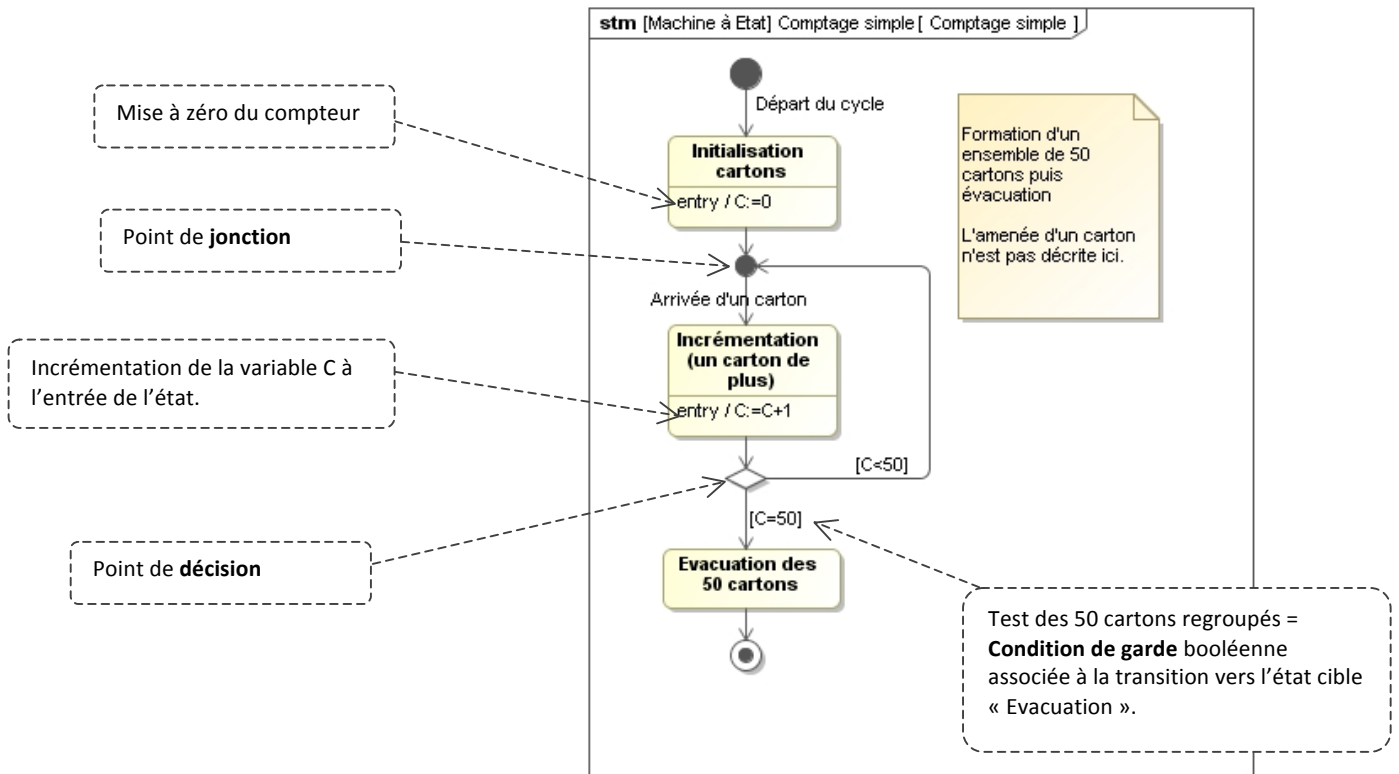 stm [Machine à Etat] Comptage simple [ Comptage simple ]
Départ du cycle
Mise à zéro du compteur
Initialisation
cartons
entry / C:=0
Formation d'un
ensemble de 50
cartons puis
évacuation
L'amenée d'un carton
n'est pas décrite ici.
Point de jonction
Arrivée d'un carton
Incrémentation
(un carton de
plus)
entry / C:=C+1
Incrémentation de la variable C à
l’entrée de l’état.
[C<50]
[C=50]
Point de décision
Evacuation des
50 cartons
Test des 50 cartons regroupés =
Condition de garde booléenne
associée à la transition vers l’état cible
« Evacuation ».